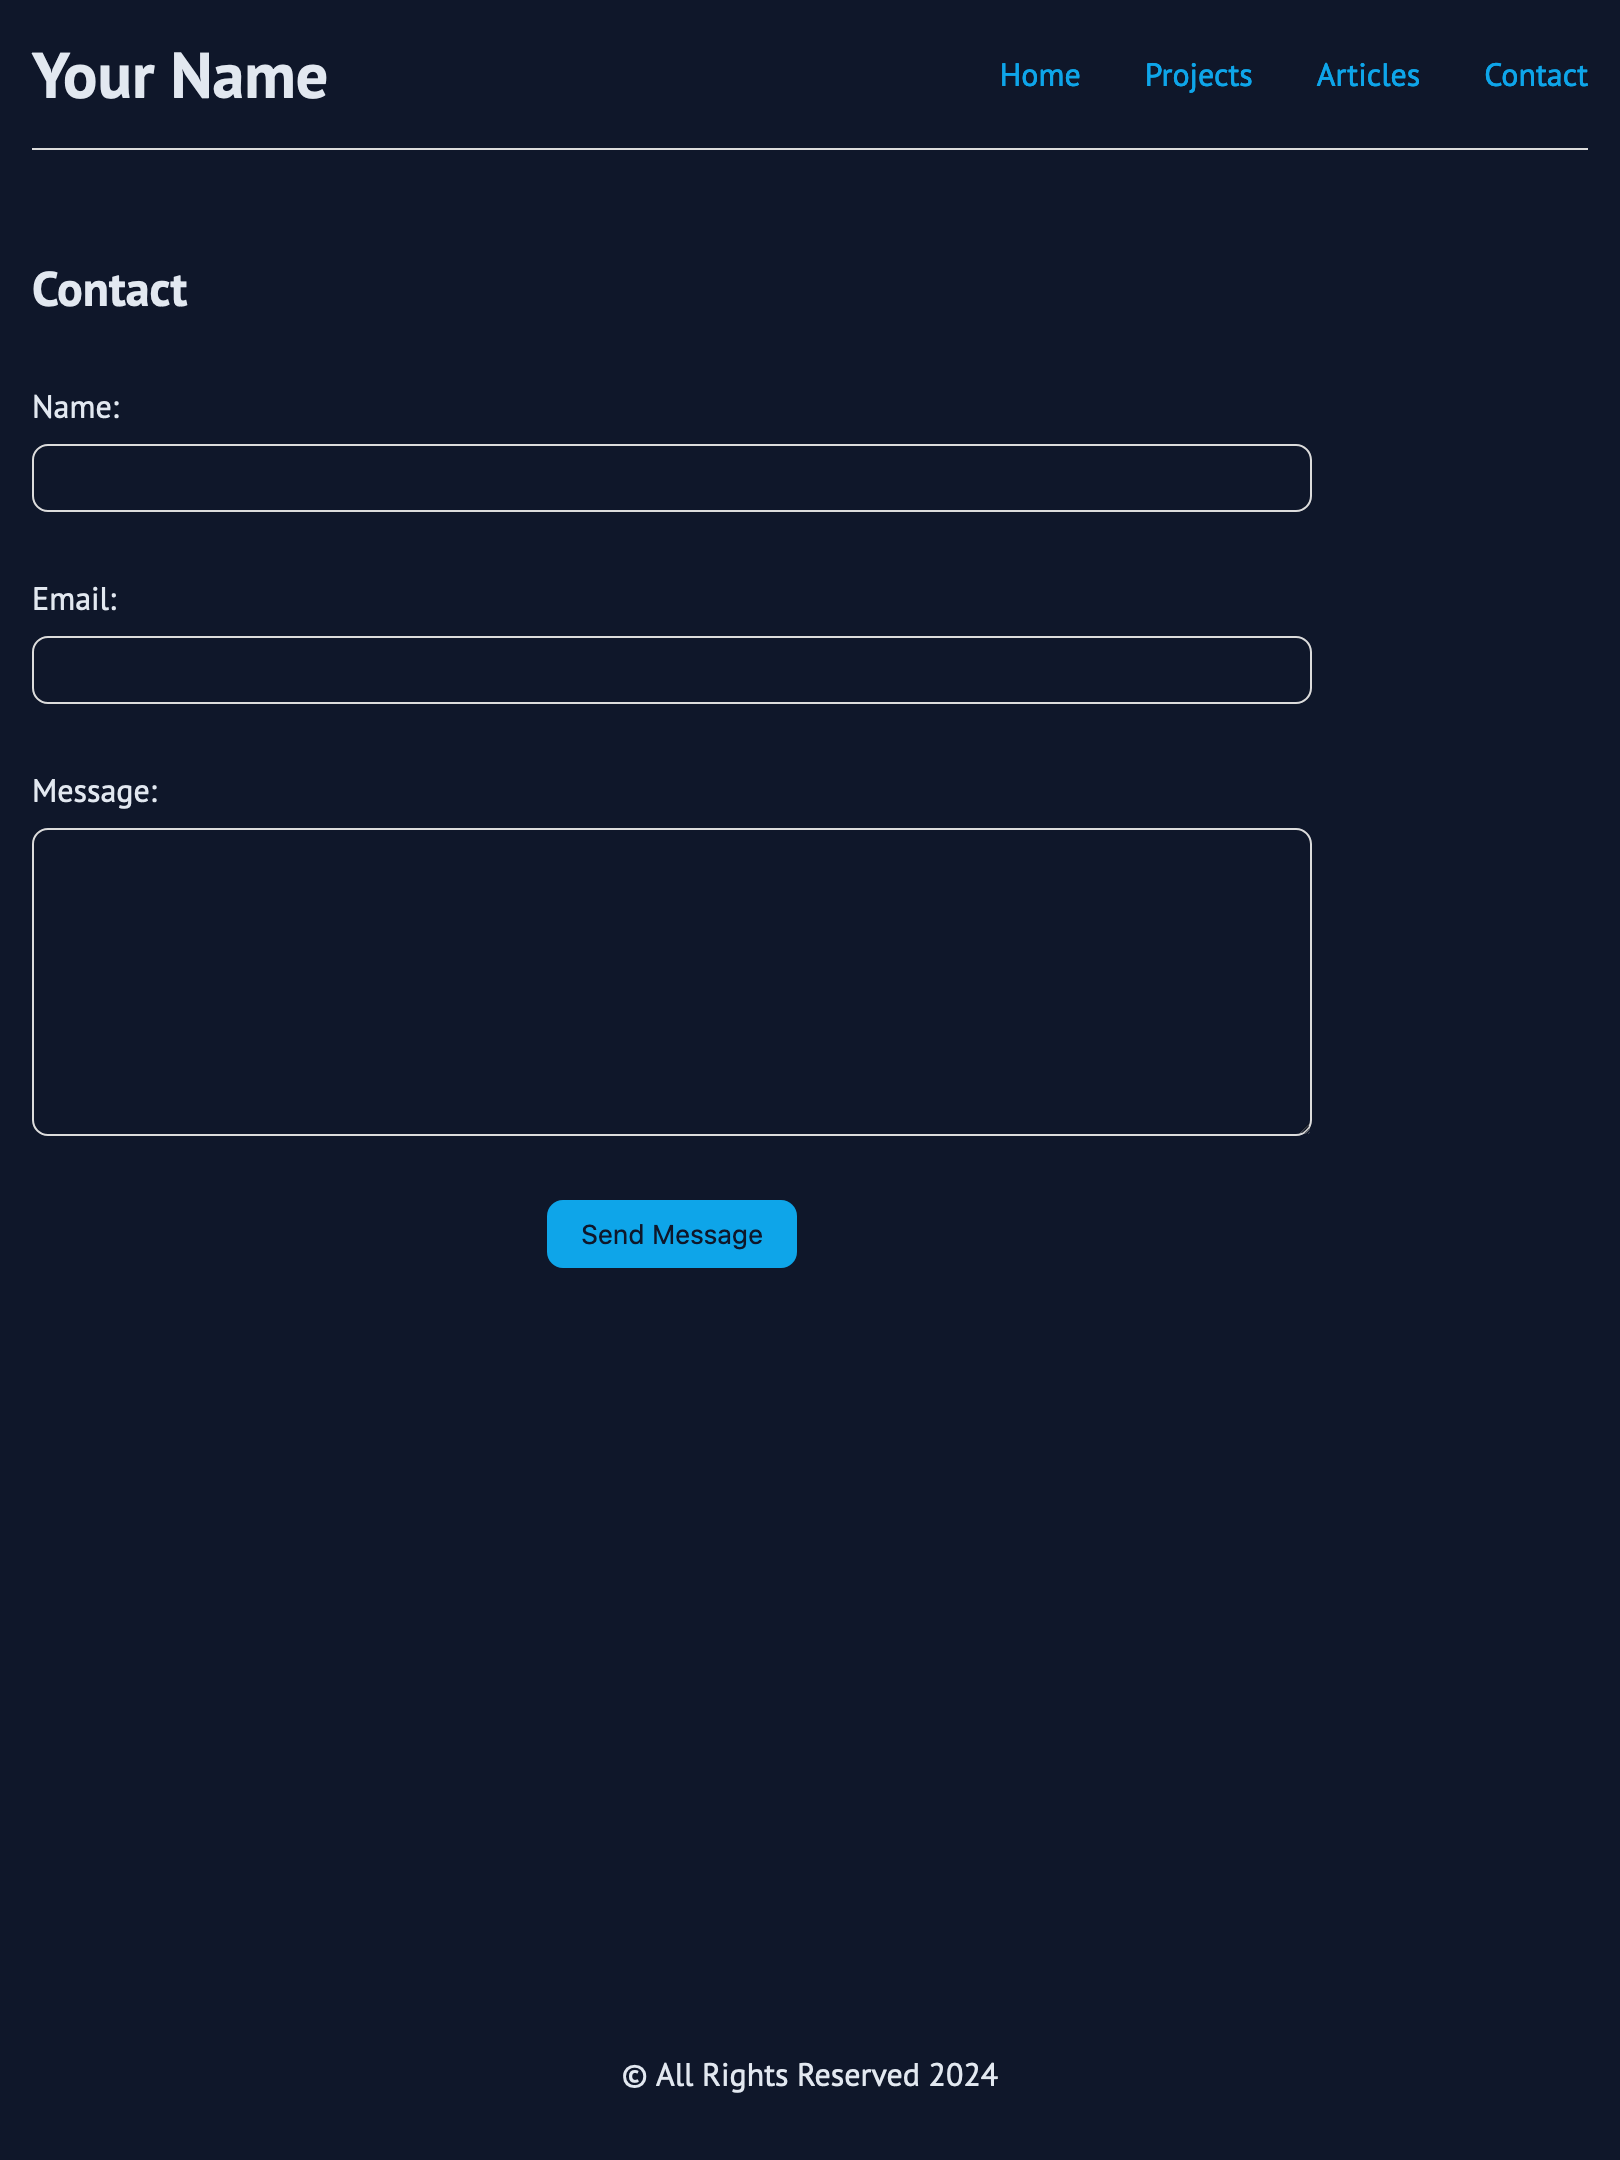 Your Name
Home Projects Articles Contact
Contact
Name:
Email:
Message:
Send Message
© All Rights Reserved 2024